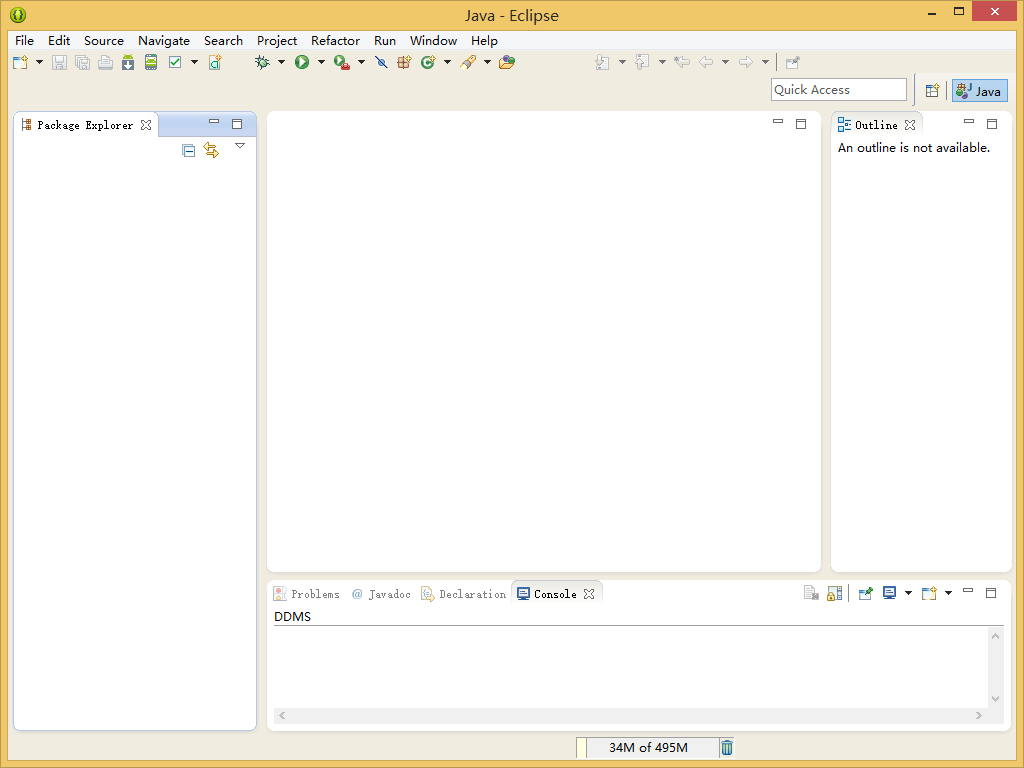 Java - Eclipse
File Edit Source Navigate Search Project Refactor Run Window Help
Quick Access
Java
Package Explorer
Outline
An outline is not available.
Problems @ Javadoc Declaration Console
DDMS
34M of 495M